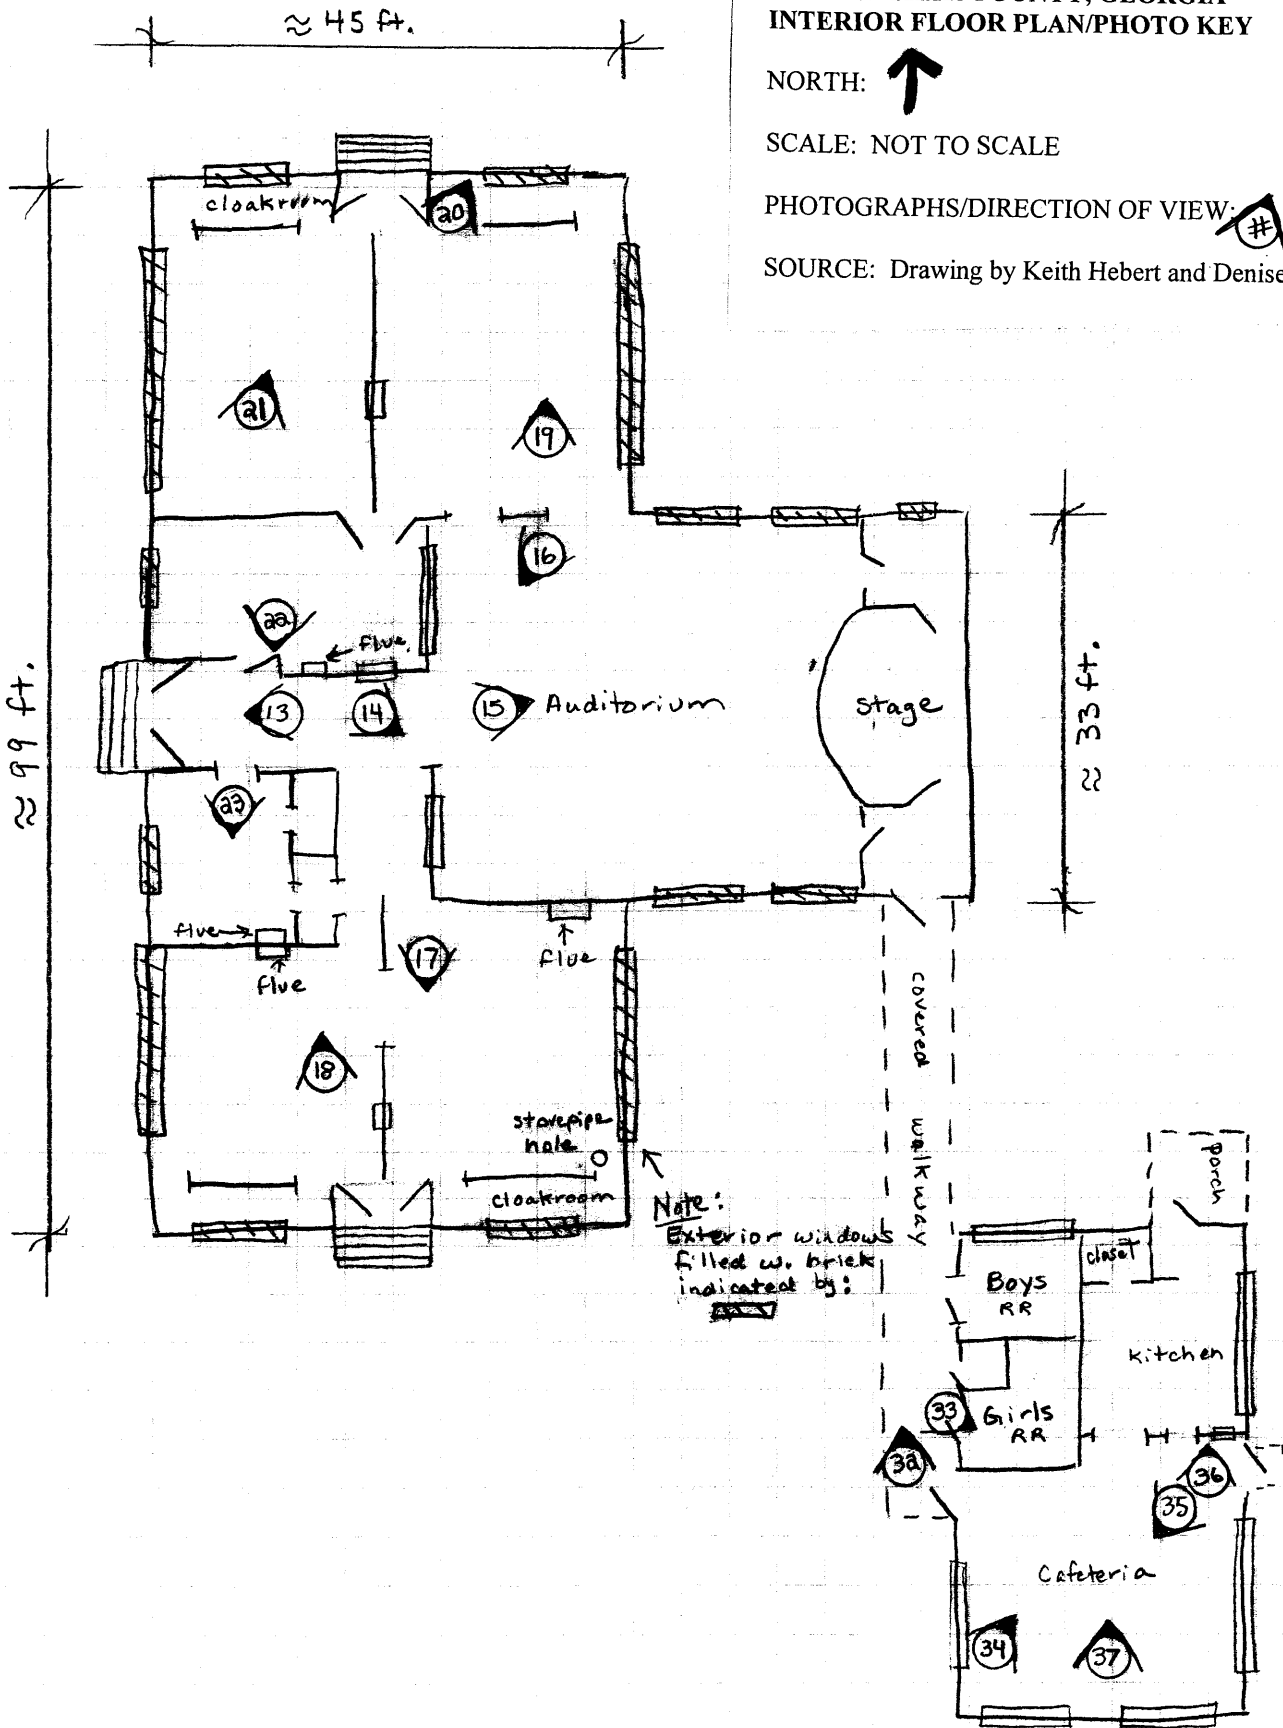 ≈ 45 ft.
INTERIOR FLOOR PLAN/PHOTO KEY
NORTH:
SCALE: NOT TO SCALE
PHOTOGRAPHS/DIRECTION OF VIEW:
#
SOURCE: Drawing by Keith Hebert and Denise
cloakroom
20
21
19
16
22
flue
≈ 99 ft.
13
14
15
Auditorium
stage
≈ 33 ft.
23
flue
flue
17
flue
18
covered walkway
stovepipe
hole
cloakroom
Note:
Exterior windows
filled w. brick
indicated by:
porch
closet
Boys
RR
Kitchen
33
Girls
RR
32
36
35
Cafeteria
34
37